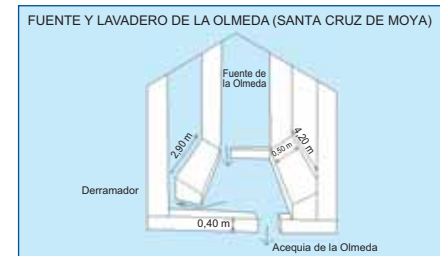 FUENTE Y LAVADERO DE LA OLMEDA (SANTA CRUZ DE MOYA)
Fuente de
la Olmeda
2,90 m
0,50 m
4,20 m
Derramador
0,40 m
Acequia de la Olmeda